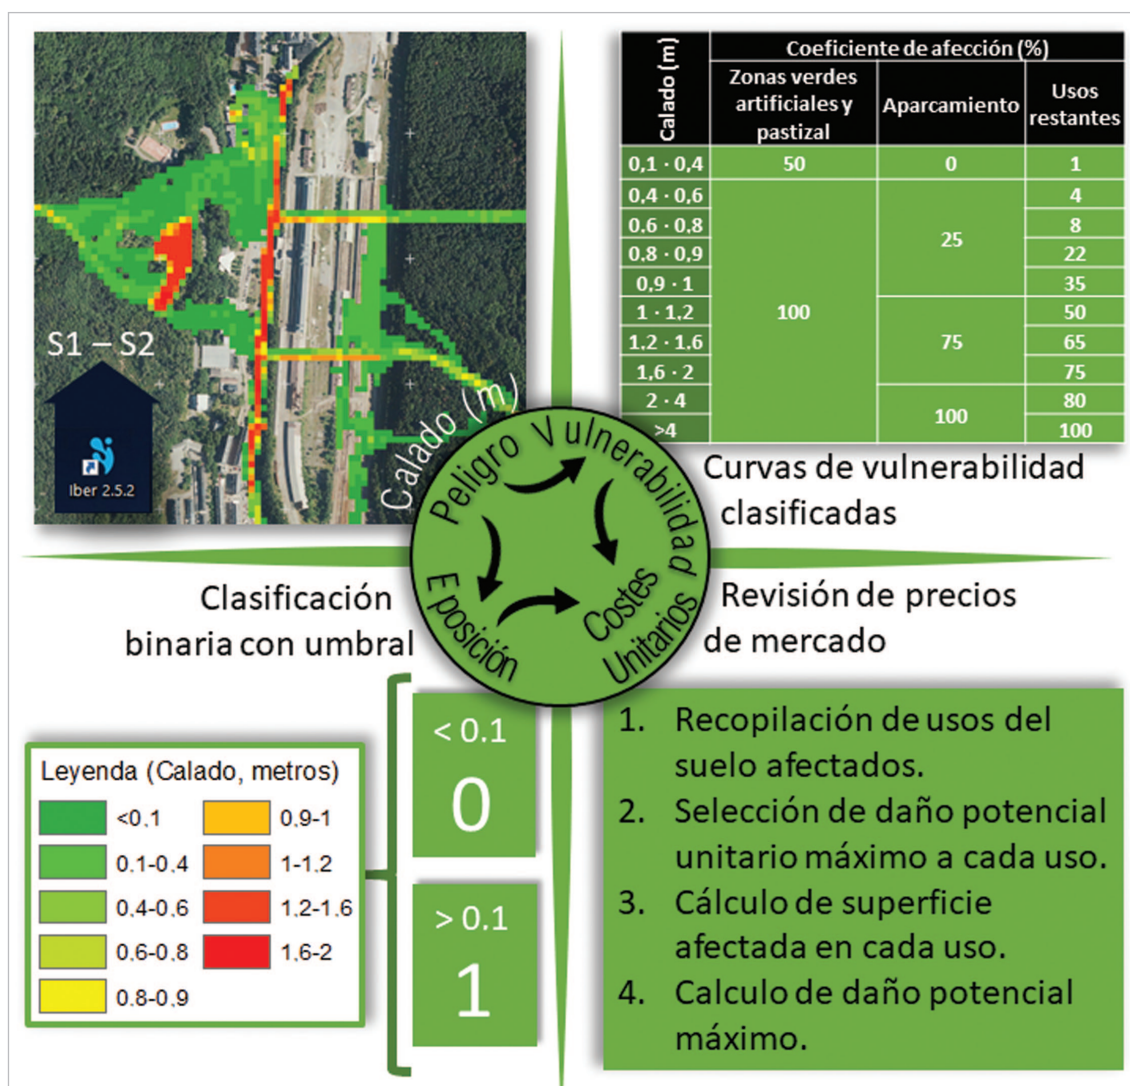 S1 – S2
Iber 2.5.2
Calado (m)
Calado (m)
Coeficiente de afección (%)
Zonas verdes
artificiales y
pastizal
Aparcamiento
Usos
restantes
0,1 · 0,4 50 0 1
0,4 · 0,6 100 25 4
0.6 · 0,8 8
0.8 · 0,9 22
0,9 · 1 35
1 · 1,2 75 50
1,2 · 1,6 65
1,6 · 2 75
2 · 4 100 80
>4 100
Curvas de vulnerabilidad
clasificadas
Peligro
Vulnerabilidad
Eposición
Costes
Unitarios
Clasificación
binaria con umbral
Revisión de precios
de mercado
Leyenda (Calado, metros)
<0.1 0.9-1
0.1-0.4 1-1.2
0.4-0.6 1.2-1.6
0.6-0.8 1.6-2
0.8-0.9
< 0.1
0
> 0.1
1
1. Recopilación de usos del
suelo afectados.
2. Selección de daño potencial
unitario máximo a cada uso.
3. Cálculo de superficie
afectada en cada uso.
4. Calculo de daño potencial
máximo.